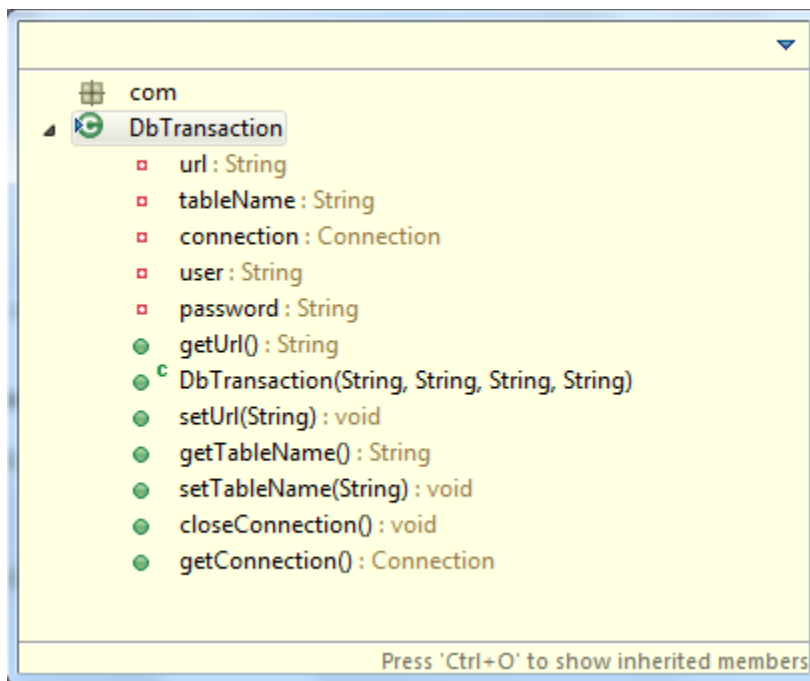 com
DbTransaction
url : String
tableName : String
connection : Connection
user : String
password : String
getUrl() : String
C DbTransaction(String, String, String, String)
setUrl(String) : void
getTableName() : String
setTableName(String) : void
closeConnection() : void
getConnection() : Connection
Press 'Ctrl+O' to show inherited members